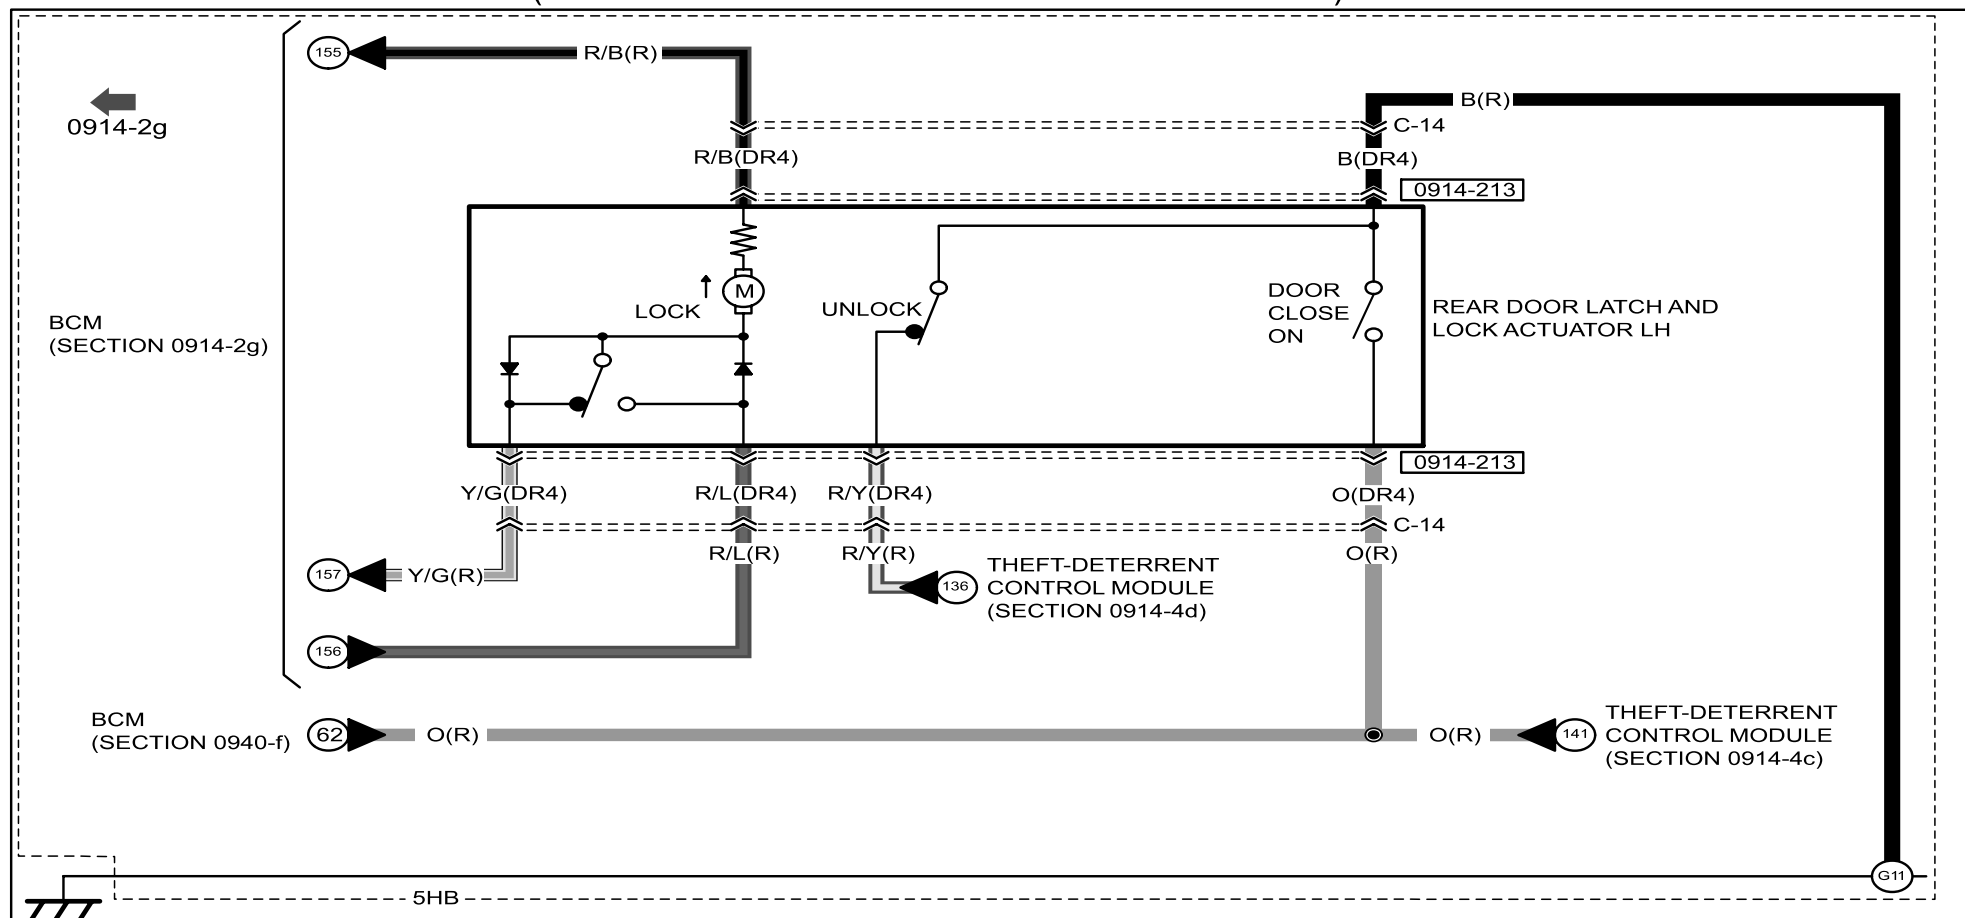 155
R/B(R)
B(R)
0914-2g
C-14
R/B(DR4)
B(DR4)
0914-213
M
LOCK
UNLOCK
DOOR
CLOSE
ON
REAR DOOR LATCH AND
LOCK ACTUATOR LH
BCM
(SECTION 0914-2g)
0914-213
Y/G(DR4)
R/L(DR4)
R/Y(DR4)
O(DR4)
C-14
R/L(R)
R/Y(R)
O(R)
157
Y/G(R)
136
THEFT-DETERRENT
CONTROL MODULE
(SECTION 0914-4d)
156
BCM
(SECTION 0940-f)
62
O(R)
O(R)
141
THEFT-DETERRENT
CONTROL MODULE
(SECTION 0914-4c)
G11
5HB